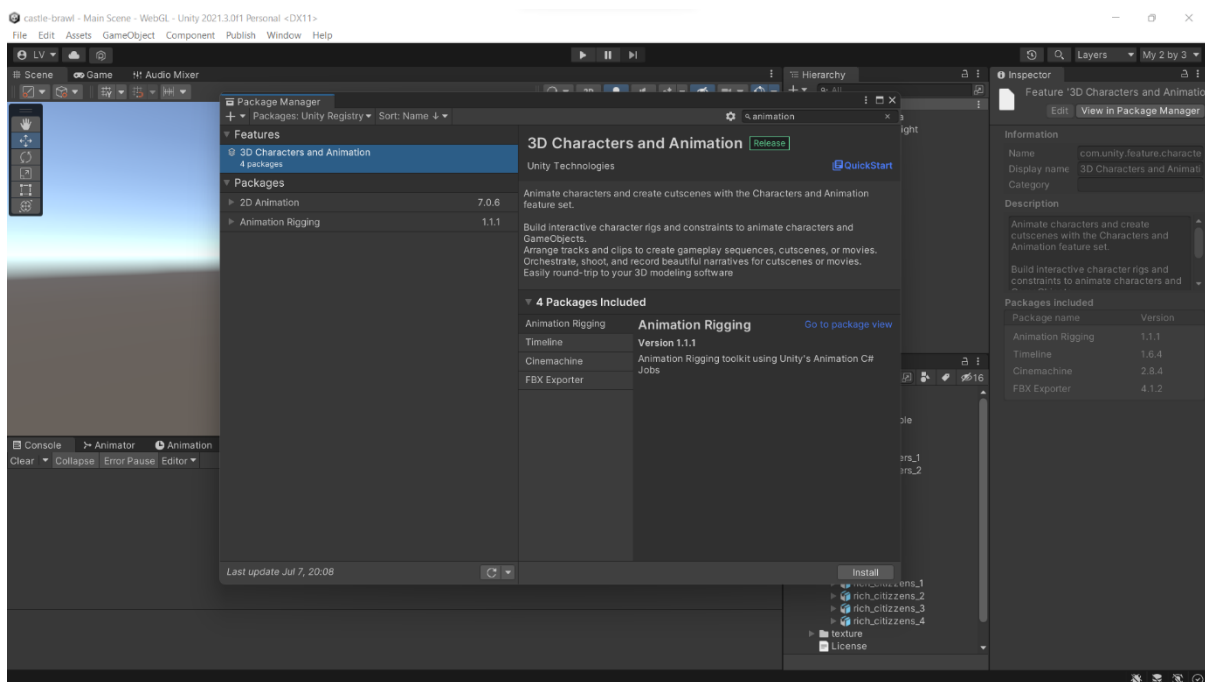 castle-brawl - Main Scene - WebGL - Unity 2021.3.0f1 Personal <DX11>
File Edit Assets GameObject Component Publish Window Help
LV
Layers
My 2 by 3
Scene
Game
Audio Mixer
Hierarchy
Inspector
All
Package Manager
Packages: Unity Registry
Sort: Name ↓
animation
Features
3D Characters and Animation
4 packages
Packages
2D Animation 7.0.6
Animation Rigging 1.1.1
Last update Jul 7, 20:08
3D Characters and Animation Release
Unity Technologies
QuickStart
Animate characters and create cutscenes with the Characters and Animation
feature set.
Build interactive character rigs and constraints to animate characters and
GameObjects.
Arrange tracks and clips to create gameplay sequences, cutscenes, or movies.
Orchestrate, shoot, and record beautiful narratives for cutscenes or movies.
Easily round-trip to your 3D modeling software
4 Packages Included
Animation Rigging
Timeline
Cinemachine
FBX Exporter
Animation Rigging
Go to package view
Version 1.1.1
Animation Rigging toolkit using Unity's Animation C#
Jobs
Install
Console
Animator
Animation
Clear Collapse Error Pause Editor
ight
16
ers_1
ers_2
rich_citizzens_1
rich_citizzens_2
rich_citizzens_3
rich_citizzens_4
texture
License
Feature '3D Characters and Animatio
Edit
View in Package Manager
Information
Name com.unity.feature.characte
Display name 3D Characters and Animati
Category
Description
Animate characters and create
cutscenes with the Characters and
Animation feature set.
Build interactive character rigs and
constraints to animate characters and
Packages included
Package name Version
Animation Rigging 1.1.1
Timeline 1.6.4
Cinemachine 2.8.4
FBX Exporter 4.1.2